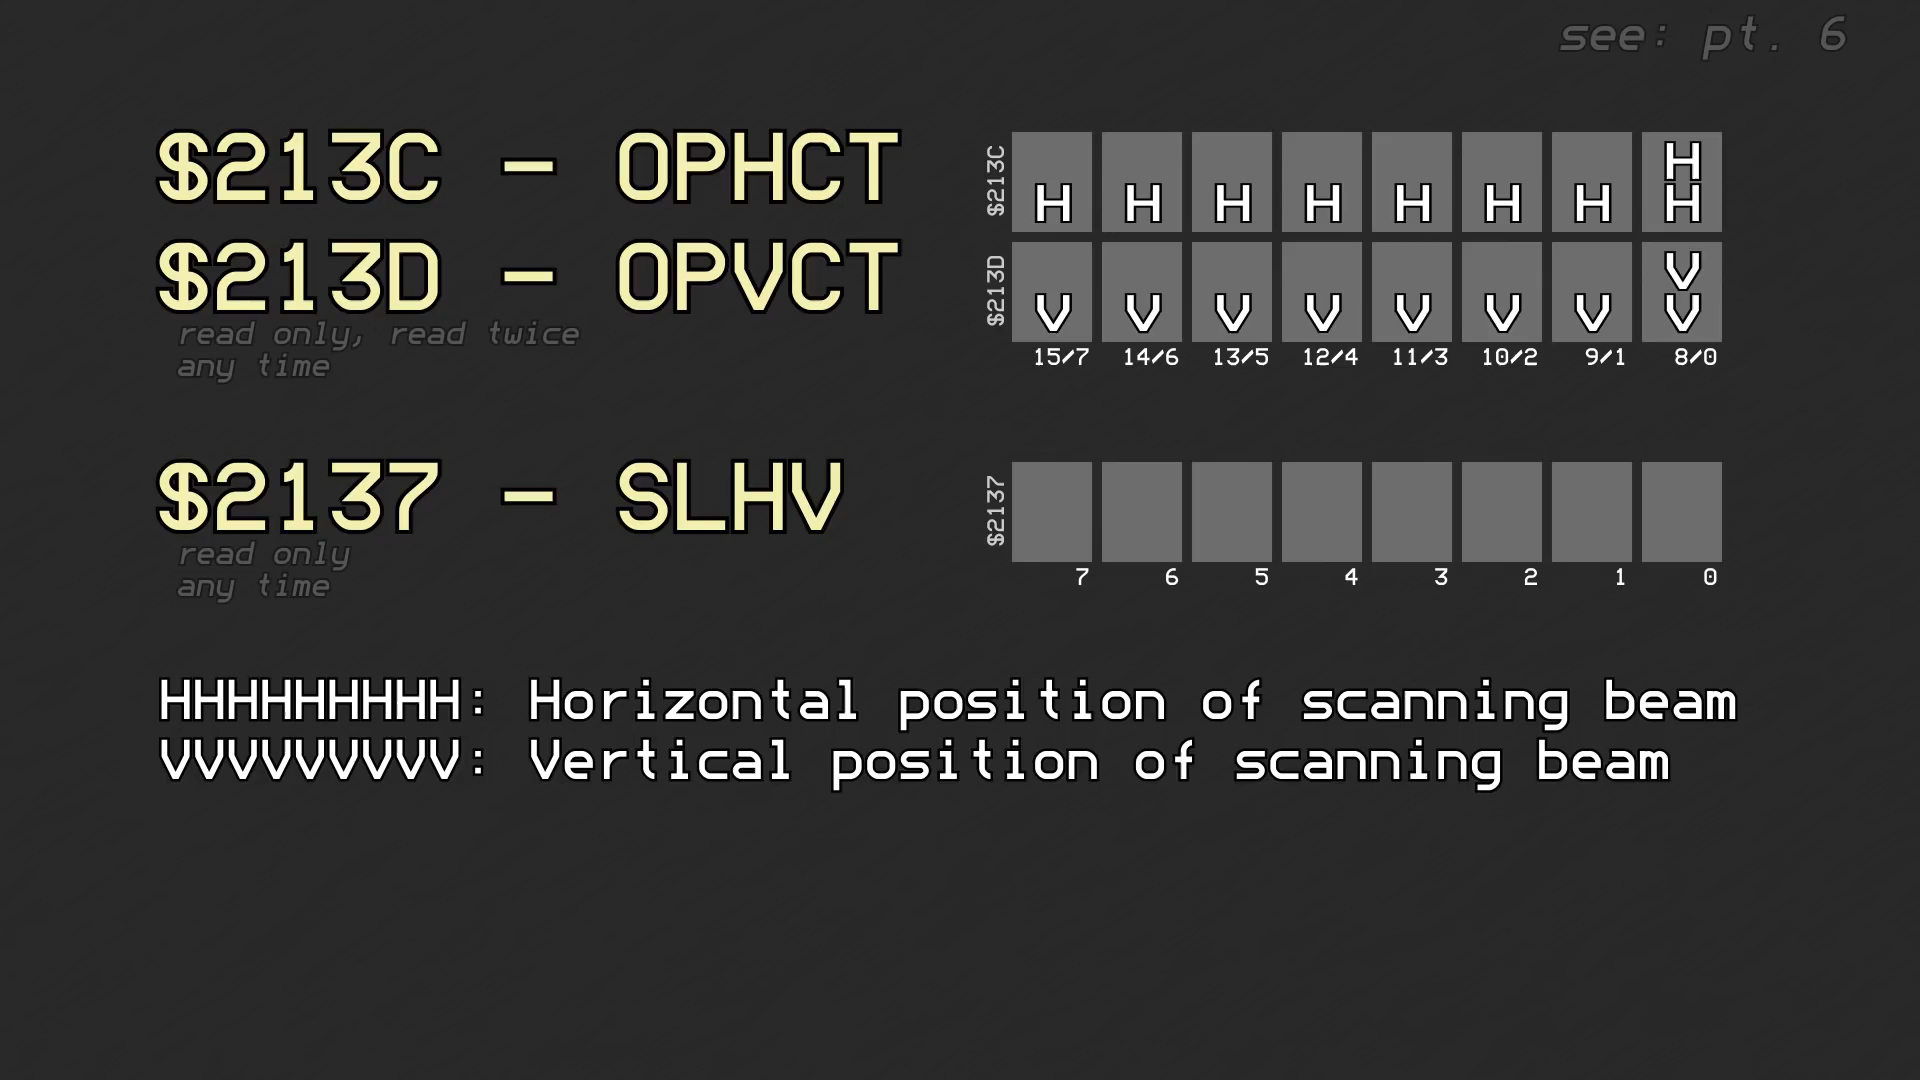 see: pt. 6
$213C - OPHCT
$213C H H H H H H H H H
$213D - OPVCT
$213D V V V V V V V V V
read only, read twice
any time
15/7 14/6 13/5 12/4 11/3 10/2 9/1 8/0
$2137 - SLHV
$2137
read only
any time
7 6 5 4 3 2 1 0
HHHHHHHHH: Horizontal position of scanning beam
VVVVVVVVV: Vertical position of scanning beam